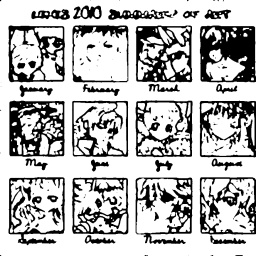 2010 SUMMARY OF ART
January February March April
May June July August
September October November December